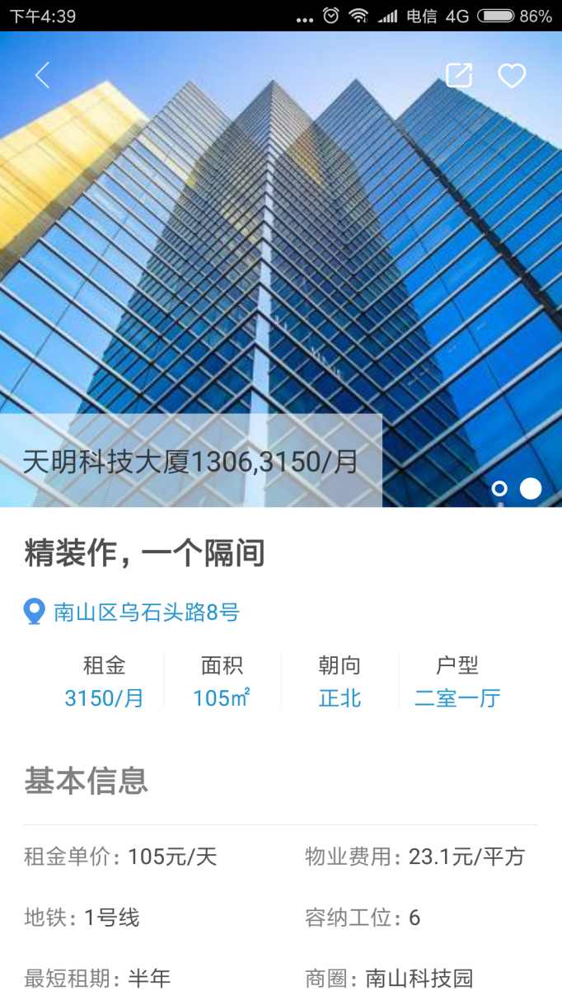 下午4:39
... 电信 4G 86%
天明科技大厦1306,3150/月
精装作，一个隔间
南山区乌石头路8号
租金 面积 朝向 户型
3150/月 105㎡ 正北 二室一厅
基本信息
租金单价：105元/天 物业费用：23.1元/平方
地铁：1号线 容纳工位：6
最短租期：半年 商圈：南山科技园